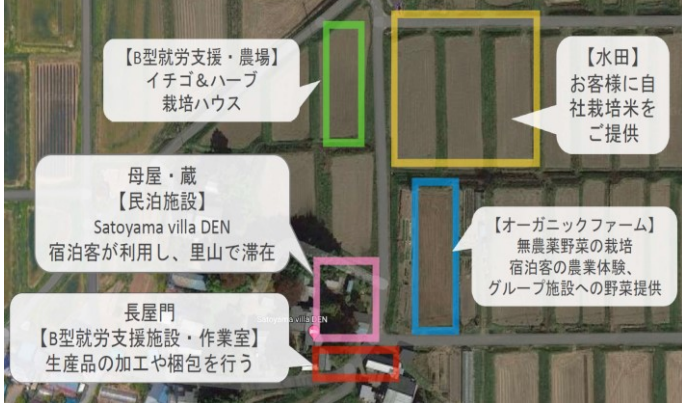 【B型就労支援・農場】
イチゴ&ハーブ
栽培ハウス
【水田】
お客様に自
社栽培米を
ご提供
母屋・蔵
【民泊施設】
Satoyama villa DEN
宿泊客が利用し、里山で滞在
【オーガニックファーム】
無農薬野菜の栽培
宿泊客の農業体験、
グループ施設への野菜提供
長屋門
【B型就労支援施設・作業室】
生産品の加工や梱包を行う
Satoyama villa DEN